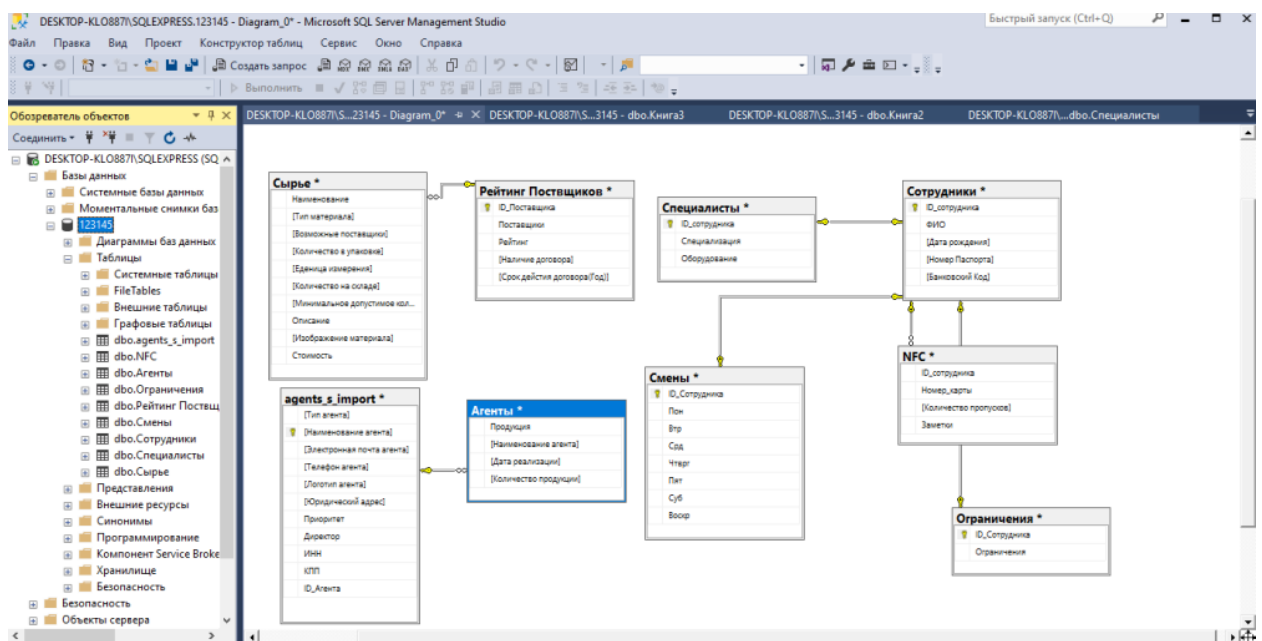 DESKTOP-KLO887I\SQLEXPRESS.123145 - Diagram_0* - Microsoft SQL Server Management Studio
Быстрый запуск (Ctrl+Q)
Файл Правка Вид Проект Конструктор таблиц Сервис Окно Справка
Создать запрос
Выполнить
Обозреватель объектов
DESKTOP-KLO887I\S...23145 - Diagram_0*
DESKTOP-KLO887I\S...3145 - dbo.Книга3
DESKTOP-KLO887I\S...3145 - dbo.Книга2
DESKTOP-KLO887I\...dbo.Специалисты
Соединить
DESKTOP-KLO887I\SQLEXPRESS (SQ
Базы данных
Системные базы данных
Моментальные снимки баз
123145
Диаграммы баз данных
Таблицы
Системные таблицы
FileTables
Внешние таблицы
Графовые таблицы
dbo.agents_s_import
dbo.NFC
dbo.Агенты
dbo.Ограничения
dbo.Рейтинг Поствщ
dbo.Смены
dbo.Сотрудники
dbo.Специалисты
dbo.Сырье
Представления
Внешние ресурсы
Синонимы
Программирование
Компонент Service Broke
Хранилище
Безопасность
Безопасность
Объекты сервера
Сырье *
Наименование
[Тип материала]
[Возможные поставщики]
[Количество в упаковке]
[Еденица измерения]
[Количество на складе]
[Минимальное допустимое кол...
Описание
[Изображение материала]
Стоимость
Рейтинг Поствщиков *
ID_Поставщика
Поставщики
Рейтинг
[Наличие договора]
[Срок дейстия договора(Год)]
Специалисты *
ID_сотрудника
Специализация
Оборудование
Сотрудники *
ID_сотрудника
ФИО
[Дата рождения]
[Номер Паспорта]
[Банковский Код]
agents_s_import *
[Тип агента]
[Наименование агента]
[Электронная почта агента]
[Телефон агента]
[Логотип агента]
[Юридический адрес]
Приоритет
Директор
ИНН
КПП
ID_Агента
Агенты *
Продукция
[Наименование агента]
[Дата реализации]
[Количество продукции]
Смены *
ID_Сотрудника
Пон
Втр
Срд
Чтврг
Пят
Суб
Воскр
NFC *
ID_сотрудника
Номер_карты
[Количество пропусков]
Заметки
Ограничения *
ID_Сотрудника
Ограничения